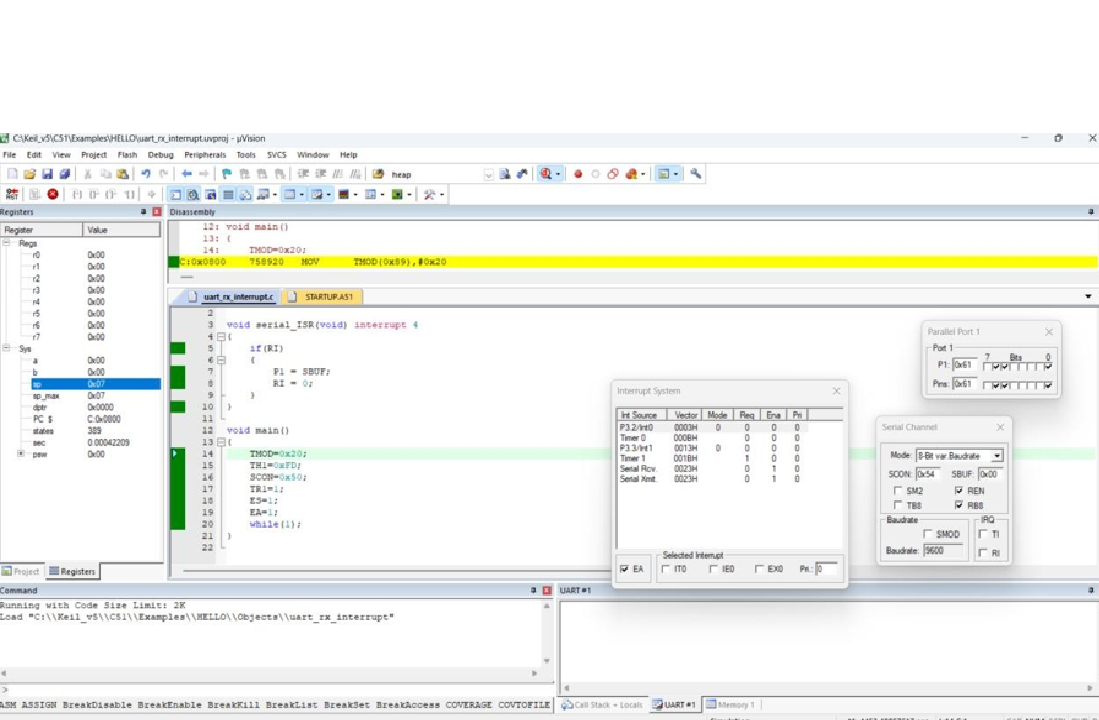 C:\Keil_v5\C51\Examples\HELLO\uart_rx_interrupt.uvproj - µVision
File Edit View Project Flash Debug Peripherals Tools SVCS Window Help
heap
Registers
Register Value
Regs
r0 0x00
r1 0x00
r2 0x00
r3 0x00
r4 0x00
r5 0x00
r6 0x00
r7 0x00
Sys
a 0x00
b 0x00
sp 0x07
sp_max 0x07
dptr 0x0000
PC $ C:0x0800
states 389
sec 0.00042209
psw 0x00
Project Registers
Disassembly
12: void main()
13: {
14: TMOD=0x20;
C:0x0800 758920 MOV TMOD(0x89),#0x20
uart_rx_interrupt.c STARTUP.A51
2
3 void serial_ISR(void) interrupt 4
4 {
5 if(RI)
6 {
7 P1 = SBUF;
8 RI = 0;
9 }
10 }
11
12 void main()
13 {
14 TMOD=0x20;
15 TH1=0xFD;
16 SCON=0x50;
17 TR1=1;
18 ES=1;
19 EA=1;
20 while(1);
21 }
22
Interrupt System
Int Source Vector Mode Req Ena Pri
P3.2/Int0 0003H 0 0 0 0
Timer 0 000BH 0 0 0
P3.3/Int1 0013H 0 0 0 0
Timer 1 001BH 1 0 0
Serial Rcv. 0023H 0 1 0
Serial Xmit. 0023H 0 1 0
EA
Selected Interrupt
IT0 IE0 EX0 Pri.: 0
Parallel Port 1
Port 1
7 Bits 0
P1: 0x61
Pins: 0x61
Serial Channel
Mode: 8-Bit var.Baudrate
SCON: 0x54 SBUF: 0x00
SM2 REN
TB8 RB8
Baudrate IRQ
SMOD TI
Baudrate: 9600 RI
Command
Running with Code Size Limit: 2K
Load "C:\\Keil_v5\\C51\\Examples\\HELLO\\Objects\\uart_rx_interrupt"
>
ASM ASSIGN BreakDisable BreakEnable BreakKill BreakList BreakSet BreakAccess COVERAGE COVTOFILE
UART #1
Call Stack + Locals UART #1 Memory 1